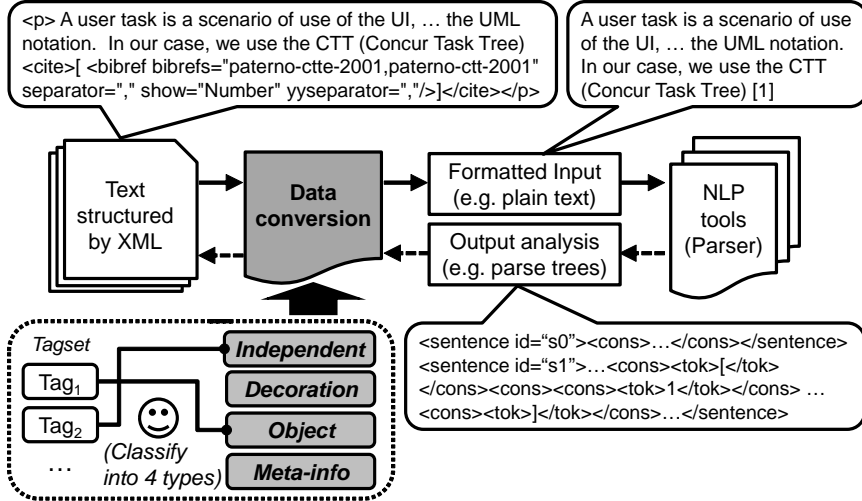 <p> A user task is a scenario of use of the UI, … the UML
notation.  In our case, we use the CTT (Concur Task Tree)
<cite>[ <bibref bibrefs="paterno-ctte-2001,paterno-ctt-2001"
separator="," show="Number" yyseparator=","/>]</cite></p>
A user task is a scenario of use
of the UI, … the UML notation.
In our case, we use the CTT
(Concur Task Tree) [1]
Text
structured
by XML
Data
conversion
Formatted Input
(e.g. plain text)
Output analysis
(e.g. parse trees)
NLP
tools
(Parser)
Tagset
Tag1
Tag2
…
(Classify
into 4 types)
Independent
Decoration
Object
Meta-info
<sentence id=“s0”><cons>…</cons></sentence>
<sentence id=“s1”>…<cons><tok>[</tok>
</cons><cons><cons><tok>1</tok></cons> …
<cons><tok>]</tok></cons>…</sentence>